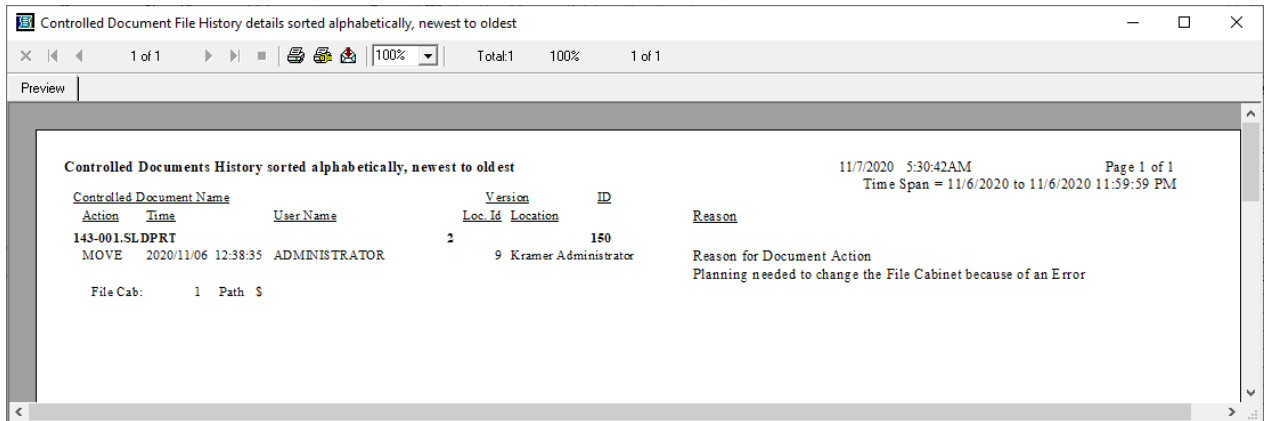 Controlled Document File History details sorted alphabetically, newest to oldest
1 of 1 100% Total:1 100% 1 of 1
Preview
Controlled Documents History sorted alphabetically, newest to oldest 11/7/2020 5:30:42AM Page 1 of 1
Time Span = 11/6/2020 to 11/6/2020 11:59:59 PM
Controlled Document Name Version ID
Action Time User Name Loc. Id Location Reason
143-001.SLDPRT 2 150
MOVE 2020/11/06 12:38:35 ADMINISTRATOR 9 Kramer Administrator Reason for Document Action
Planning needed to change the File Cabinet because of an Error
File Cab: 1 Path $